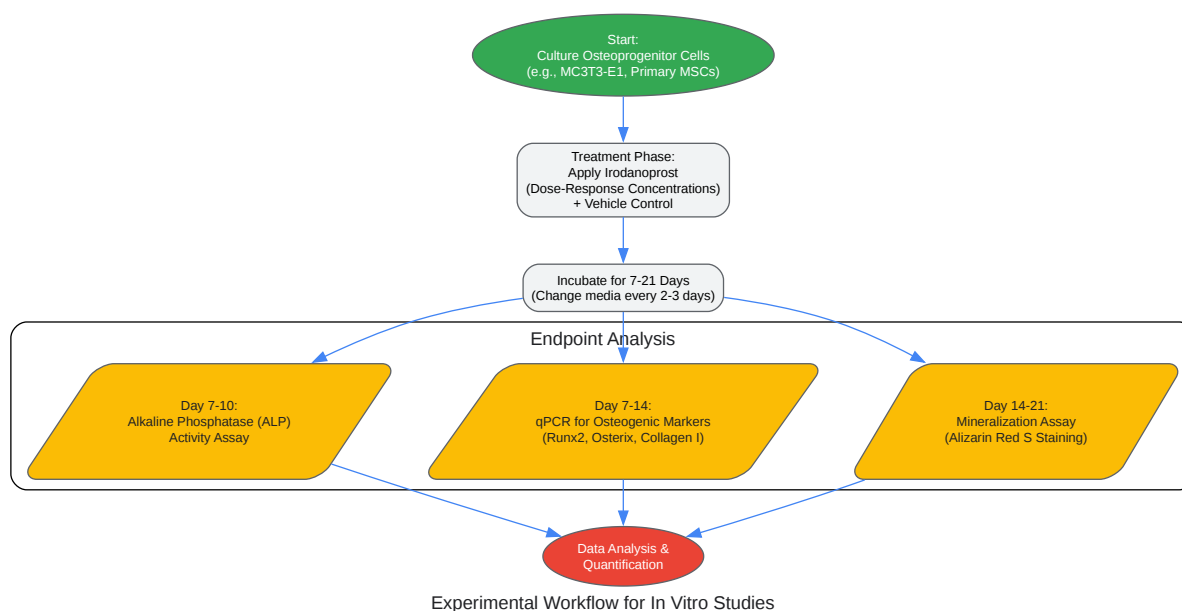 Start:
Culture Osteoprogenitor Cells
(e.g., MC3T3-E1, Primary MSCs)
Treatment Phase:
Apply Irodanoprost
(Dose-Response Concentrations)
+ Vehicle Control
Incubate for 7-21 Days
(Change media every 2-3 days)
Endpoint Analysis
Day 7-10:
Alkaline Phosphatase (ALP)
Activity Assay
Day 7-14:
qPCR for Osteogenic Markers
(Runx2, Osterix, Collagen I)
Day 14-21:
Mineralization Assay
(Alizarin Red S Staining)
Data Analysis &
Quantification
Experimental Workflow for In Vitro Studies